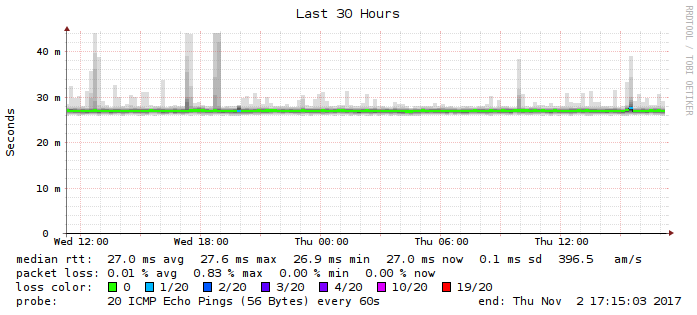 Last 30 Hours
RRDTOOL / TOBI OETIKER
Seconds
40 m
30 m
20 m
10 m
0
Wed 12:00 Wed 18:00 Thu 00:00 Thu 06:00 Thu 12:00
median rtt: 27.0 ms avg 27.6 ms max 26.9 ms min 27.0 ms now 0.1 ms sd 396.5 am/s
packet loss: 0.01 % avg 0.83 % max 0.00 % min 0.00 % now
loss color: 0 1/20 2/20 3/20 4/20 10/20 19/20
probe: 20 ICMP Echo Pings (56 Bytes) every 60s end: Thu Nov 2 17:15:03 2017